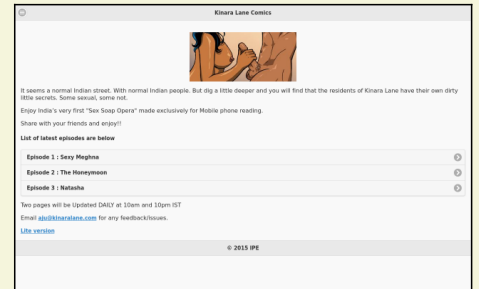 Kinara Lane Comics
It seems a normal Indian street. With normal Indian people. But dig a little deeper and you will find that the residents of Kinara Lane have their own dirty
little secrets. Some sexual, some not.
Enjoy India's very first "Sex Soap Opera" made exclusively for Mobile phone reading.
Share with your friends and enjoy!!
List of latest episodes are below
Episode 1 : Sexy Meghna
Episode 2 : The Honeymoon
Episode 3 : Natasha
Two pages will be Updated DAILY at 10am and 10pm IST
Email aju@kinaralane.com for any feedback/issues.
Lite version
© 2015 IPE